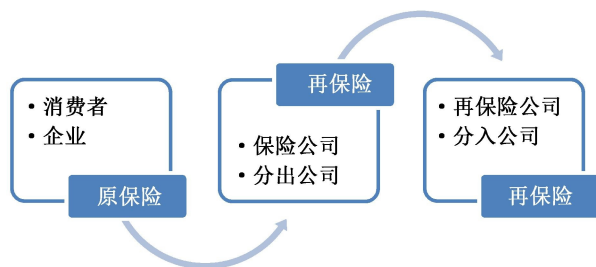 • 消费者
• 企业
原保险
再保险
• 保险公司
• 分出公司
• 再保险公司
• 分入公司
再保险